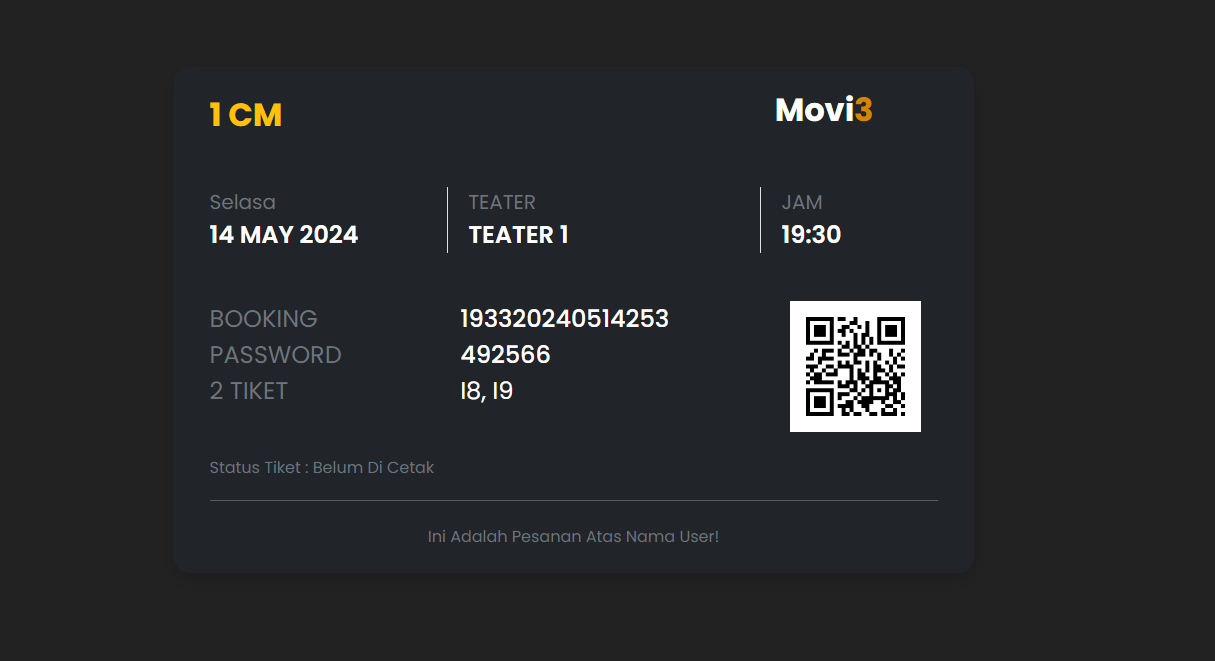 1 CM
Movi3
Selasa
14 MAY 2024
TEATER
TEATER 1
JAM
19:30
BOOKING 193320240514253
PASSWORD 492566
2 TIKET I8, I9
Status Tiket : Belum Di Cetak
Ini Adalah Pesanan Atas Nama User!